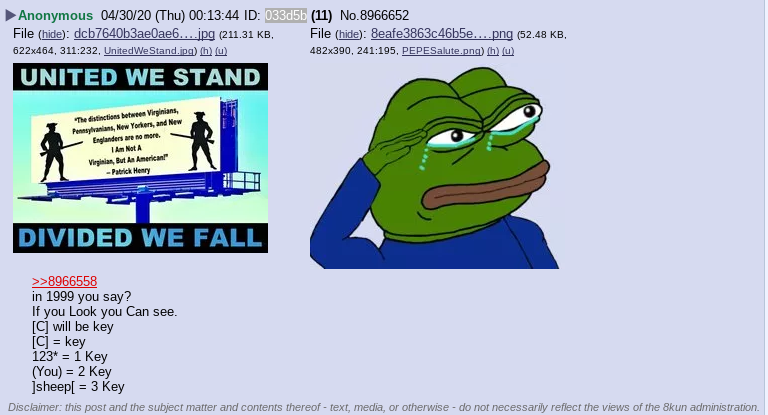 ▶Anonymous 04/30/20 (Thu) 00:13:44 ID: 033d5b (11) No.8966652
File (hide): dcb7640b3ae0ae6….jpg (211.31 KB, 622x464, 311:232, UnitedWeStand.jpg) (h) (u)
File (hide): 8eafe3863c46b5e….png (52.48 KB, 482x390, 241:195, PEPESalute.png) (h) (u)
UNITED WE STAND
"The distinctions between Virginians,
Pennsylvanians, New Yorkers, and New
Englanders are no more.
I Am Not A
Virginian, But An American!"
– Patrick Henry
DIVIDED WE FALL
>>8966558
in 1999 you say?
If you Look you Can see.
[C] will be key
[C] = key
123* = 1 Key
(You) = 2 Key
]sheep[ = 3 Key
Disclaimer: this post and the subject matter and contents thereof - text, media, or otherwise - do not necessarily reflect the views of the 8kun administration.